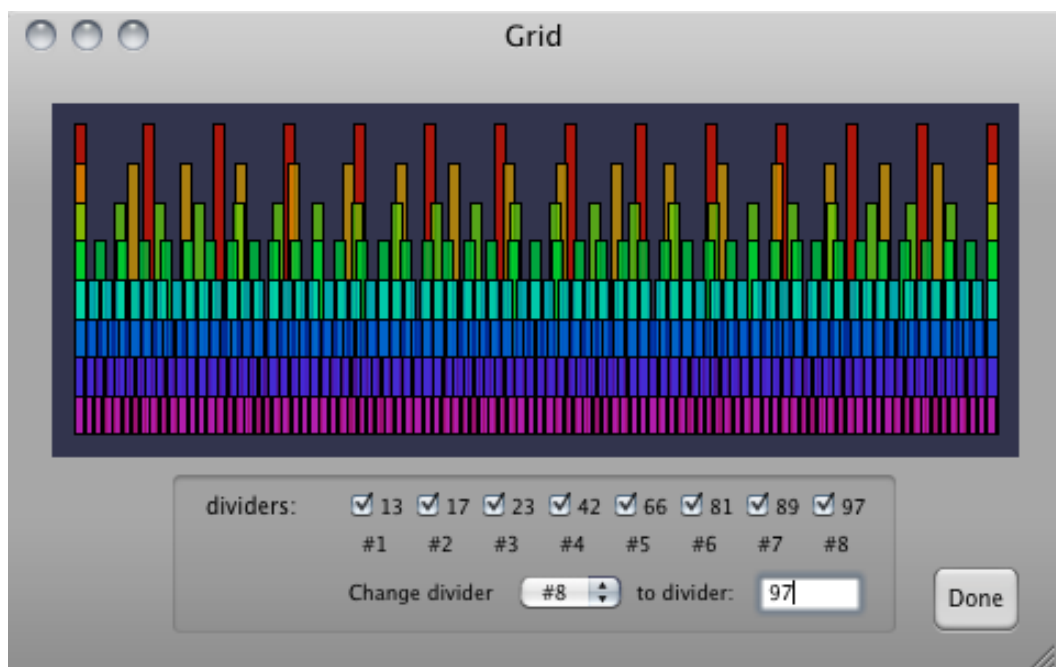 Grid
dividers: 13 17 23 42 66 81 89 97
#1 #2 #3 #4 #5 #6 #7 #8
Change divider #8 to divider: 97
Done